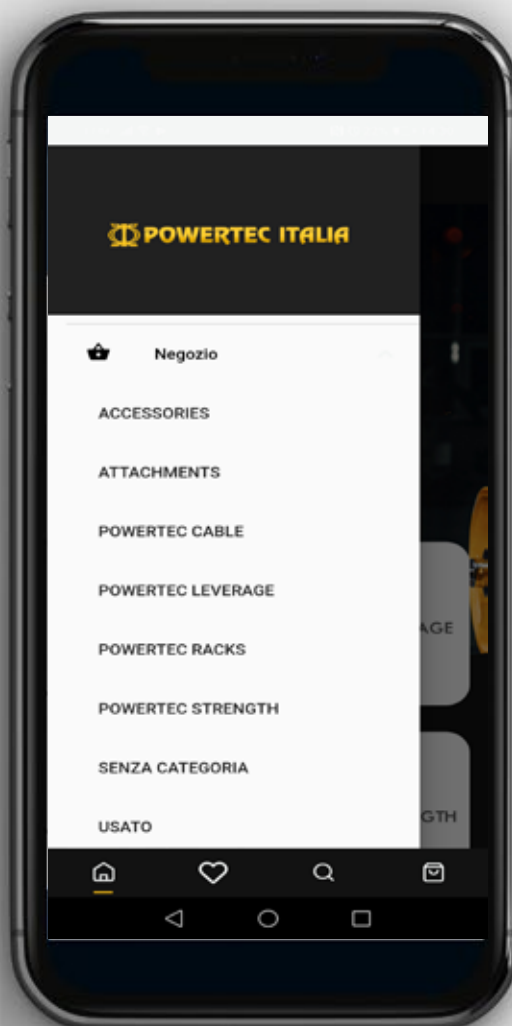 POWERTEC ITALIA
Negozio
ACCESSORIES
ATTACHMENTS
POWERTEC CABLE
POWERTEC LEVERAGE
AGE
POWERTEC RACKS
POWERTEC STRENGTH
SENZA CATEGORIA
GTH
USATO